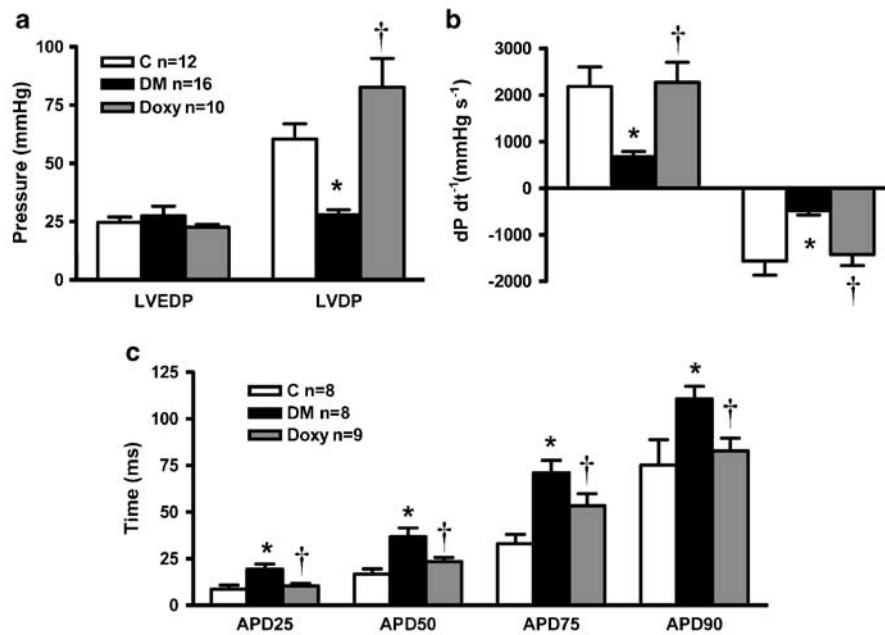 a
Pressure (mmHg)
100
75
50
25
0
C n=12
DM n=16
Doxy n=10
*
†
LVEDP
LVDP
b
dP dt⁻¹(mmHg s⁻¹)
3000
2000
1000
0
-1000
-2000
*
†
*
†
c
Time (ms)
125
100
75
50
25
0
C n=8
DM n=8
Doxy n=9
*
†
*
†
*
†
*
†
APD25
APD50
APD75
APD90